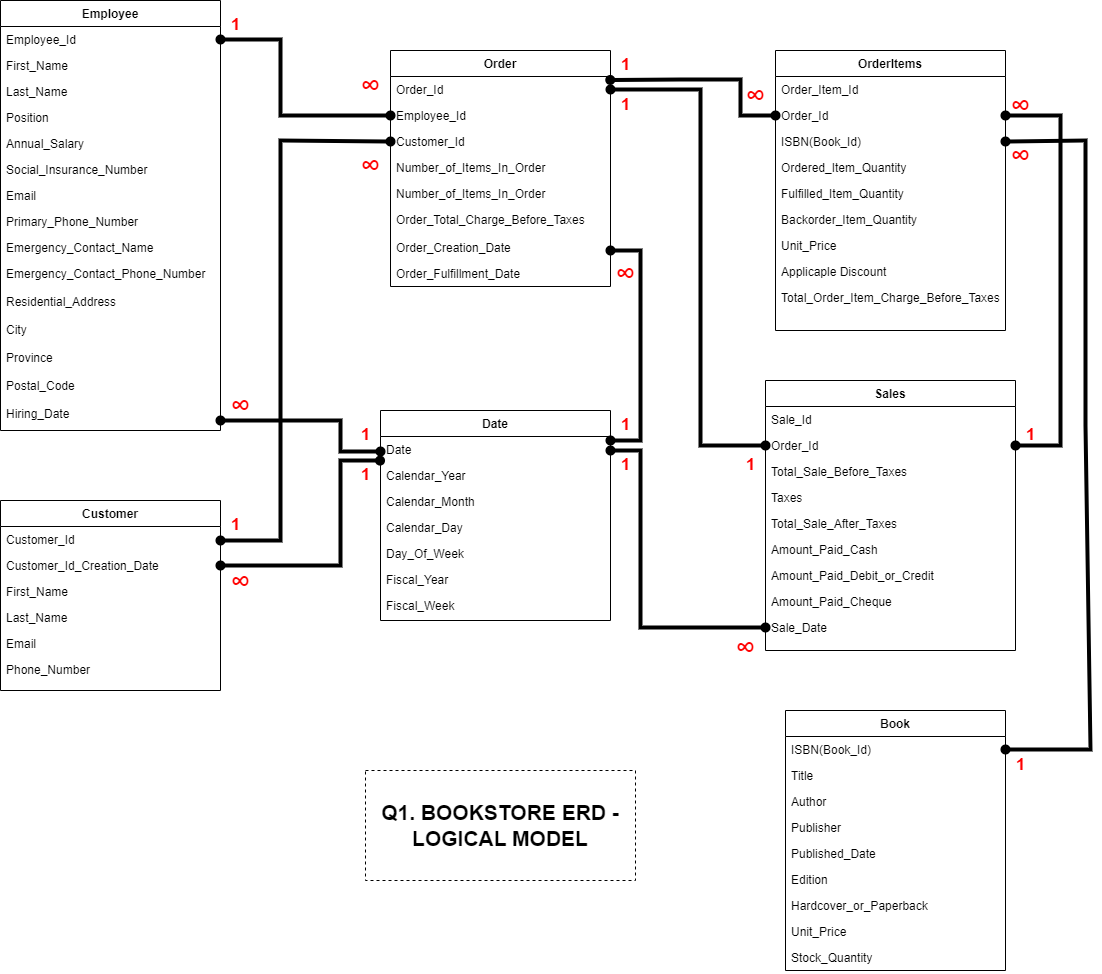 Employee
Employee_Id
First_Name
Last_Name
Position
Annual_Salary
Social_Insurance_Number
Email
Primary_Phone_Number
Emergency_Contact_Name
Emergency_Contact_Phone_Number
Residential_Address
City
Province
Postal_Code
Hiring_Date
1
∞
Order
Order_Id
Employee_Id
Customer_Id
Number_of_Items_In_Order
Number_of_Items_In_Order
Order_Total_Charge_Before_Taxes
Order_Creation_Date
Order_Fulfillment_Date
∞
∞
1
1
∞
OrderItems
Order_Item_Id
Order_Id
ISBN(Book_Id)
Ordered_Item_Quantity
Fulfilled_Item_Quantity
Backorder_Item_Quantity
Unit_Price
Applicaple Discount
Total_Order_Item_Charge_Before_Taxes
∞
∞
∞
Customer
Customer_Id
Customer_Id_Creation_Date
First_Name
Last_Name
Email
Phone_Number
1
∞
Date
Date
Calendar_Year
Calendar_Month
Calendar_Day
Day_Of_Week
Fiscal_Year
Fiscal_Week
1
1
1
1
Sales
Sale_Id
Order_Id
Total_Sale_Before_Taxes
Taxes
Total_Sale_After_Taxes
Amount_Paid_Cash
Amount_Paid_Debit_or_Credit
Amount_Paid_Cheque
Sale_Date
1
1
∞
Book
ISBN(Book_Id)
Title
Author
Publisher
Published_Date
Edition
Hardcover_or_Paperback
Unit_Price
Stock_Quantity
1
Q1. BOOKSTORE ERD -
LOGICAL MODEL